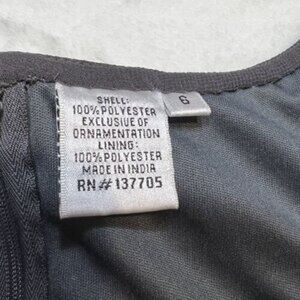 SHELL:
100% POLYESTER
EXCLUSIVE OF
ORNAMENTATION
LINING:
100% POLYESTER
MADE IN INDIA
RN# 137705
6